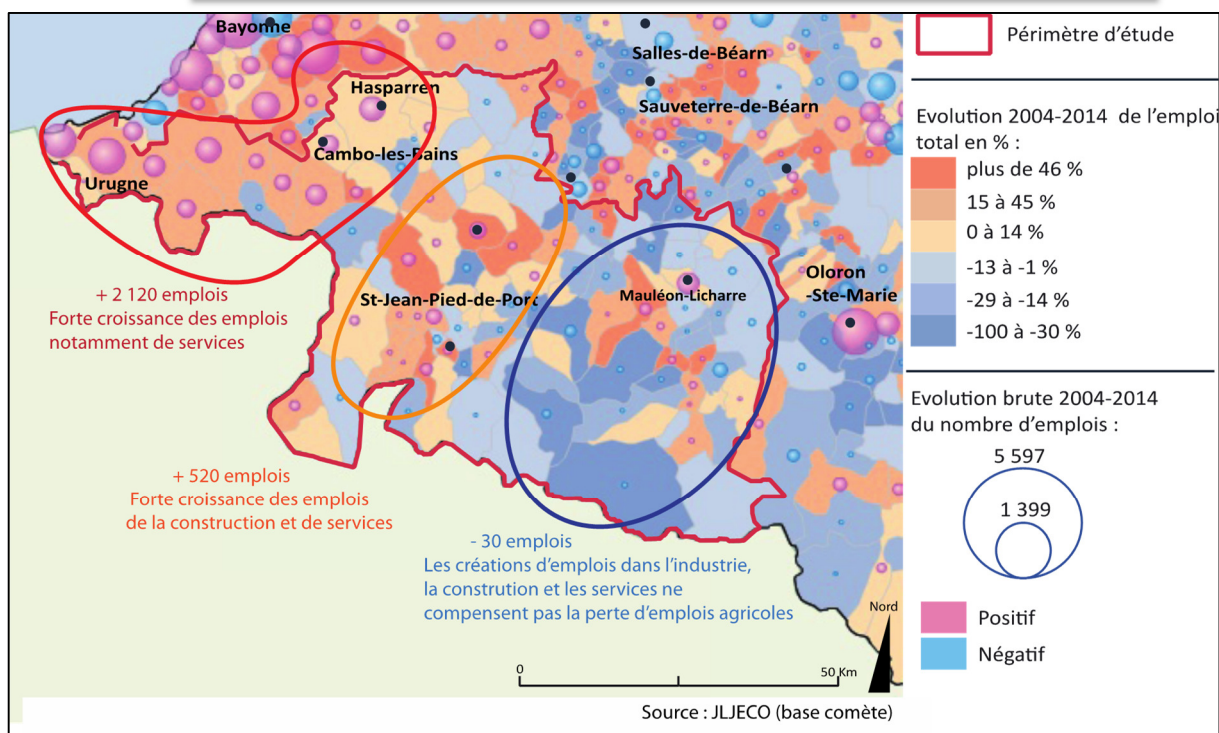 Bayonne
Hasparren
Cambo-les-Bains
Urugne
Salles-de-Béarn
Sauveterre-de-Béarn
St-Jean-Pied-de-Port
Mauléon-Licharre
Oloron
-Ste-Marie
+ 2 120 emplois
Forte croissance des emplois
notamment de services
+ 520 emplois
Forte croissance des emplois
de la construction et de services
- 30 emplois
Les créations d'emplois dans l'industrie,
la constrution et les services ne
compensent pas la perte d'emplois agricoles
Nord
0
50 Km
Source : JLJECO (base comète)
Périmètre d'étude
Evolution 2004-2014 de l'emploi
total en % :
plus de 46 %
15 à 45 %
0 à 14 %
-13 à -1 %
-29 à -14 %
-100 à -30 %
Evolution brute 2004-2014
du nombre d'emplois :
5 597
1 399
Positif
Négatif